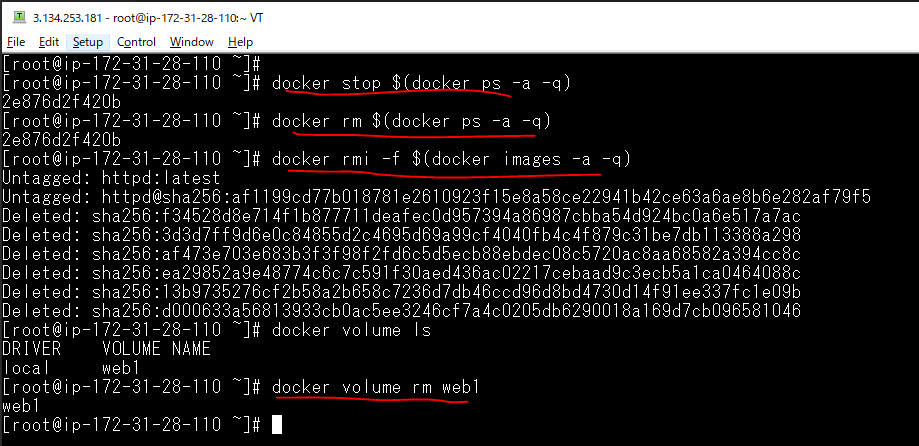 3.134.253.181 - root@ip-172-31-28-110:~ VT
File Edit Setup Control Window Help
[root@ip-172-31-28-110 ~]#
[root@ip-172-31-28-110 ~]# docker stop $(docker ps -a -q)
2e876d2f420b
[root@ip-172-31-28-110 ~]# docker rm $(docker ps -a -q)
2e876d2f420b
[root@ip-172-31-28-110 ~]# docker rmi -f $(docker images -a -q)
Untagged: httpd:latest
Untagged: httpd@sha256:af1199cd77b018781e2610923f15e8a58ce22941b42ce63a6ae8b6e282af79f5
Deleted: sha256:f34528d8e714f1b877711deafec0d957394a86987cbba54d924bc0a6e517a7ac
Deleted: sha256:3d3d7ff9d6e0c84855d2c4695d69a99cf4040fb4c4f879c31be7db113388a298
Deleted: sha256:af473e703e683b3f3f98f2fd6c5d5ecb88ebdec08c5720ac8aa68582a394cc8c
Deleted: sha256:ea29852a9e48774c6c7c591f30aed436ac02217cebaad9c3ecb5a1ca0464088c
Deleted: sha256:13b9735276cf2b58a2b658c7236d7db46ccd96d8bd4730d14f91ee337fc1e09b
Deleted: sha256:d000633a56813933cb0ac5ee3246cf7a4c0205db6290018a169d7cb096581046
[root@ip-172-31-28-110 ~]# docker volume ls
DRIVER VOLUME NAME
local web1
[root@ip-172-31-28-110 ~]# docker volume rm web1
web1
[root@ip-172-31-28-110 ~]#